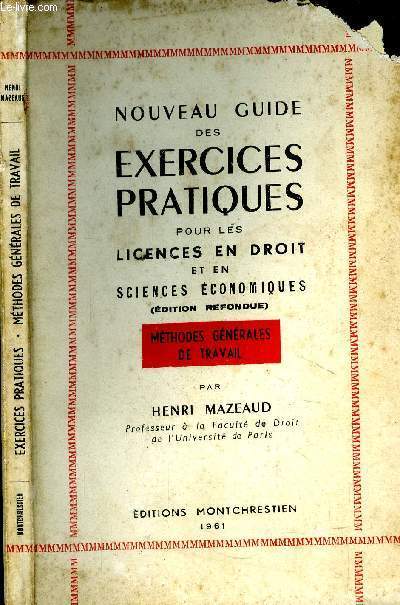 Le-livre.com
HENRI
MAZEAUD
EXERCICES PRATIQUES • MÉTHODES GÉNÉRALES DE TRAVAIL
MONTCHRESTIEN
NOUVEAU GUIDE
DES
EXERCICES
PRATIQUES
POUR LES
LICENCES EN DROIT
ET EN
SCIENCES ÉCONOMIQUES
(ÉDITION REFONDUE)
MÉTHODES GÉNÉRALES
DE TRAVAIL
PAR
HENRI MAZEAUD
Professeur à la Faculté de Droit
de l'Université de Paris
ÉDITIONS MONTCHRESTIEN
1961